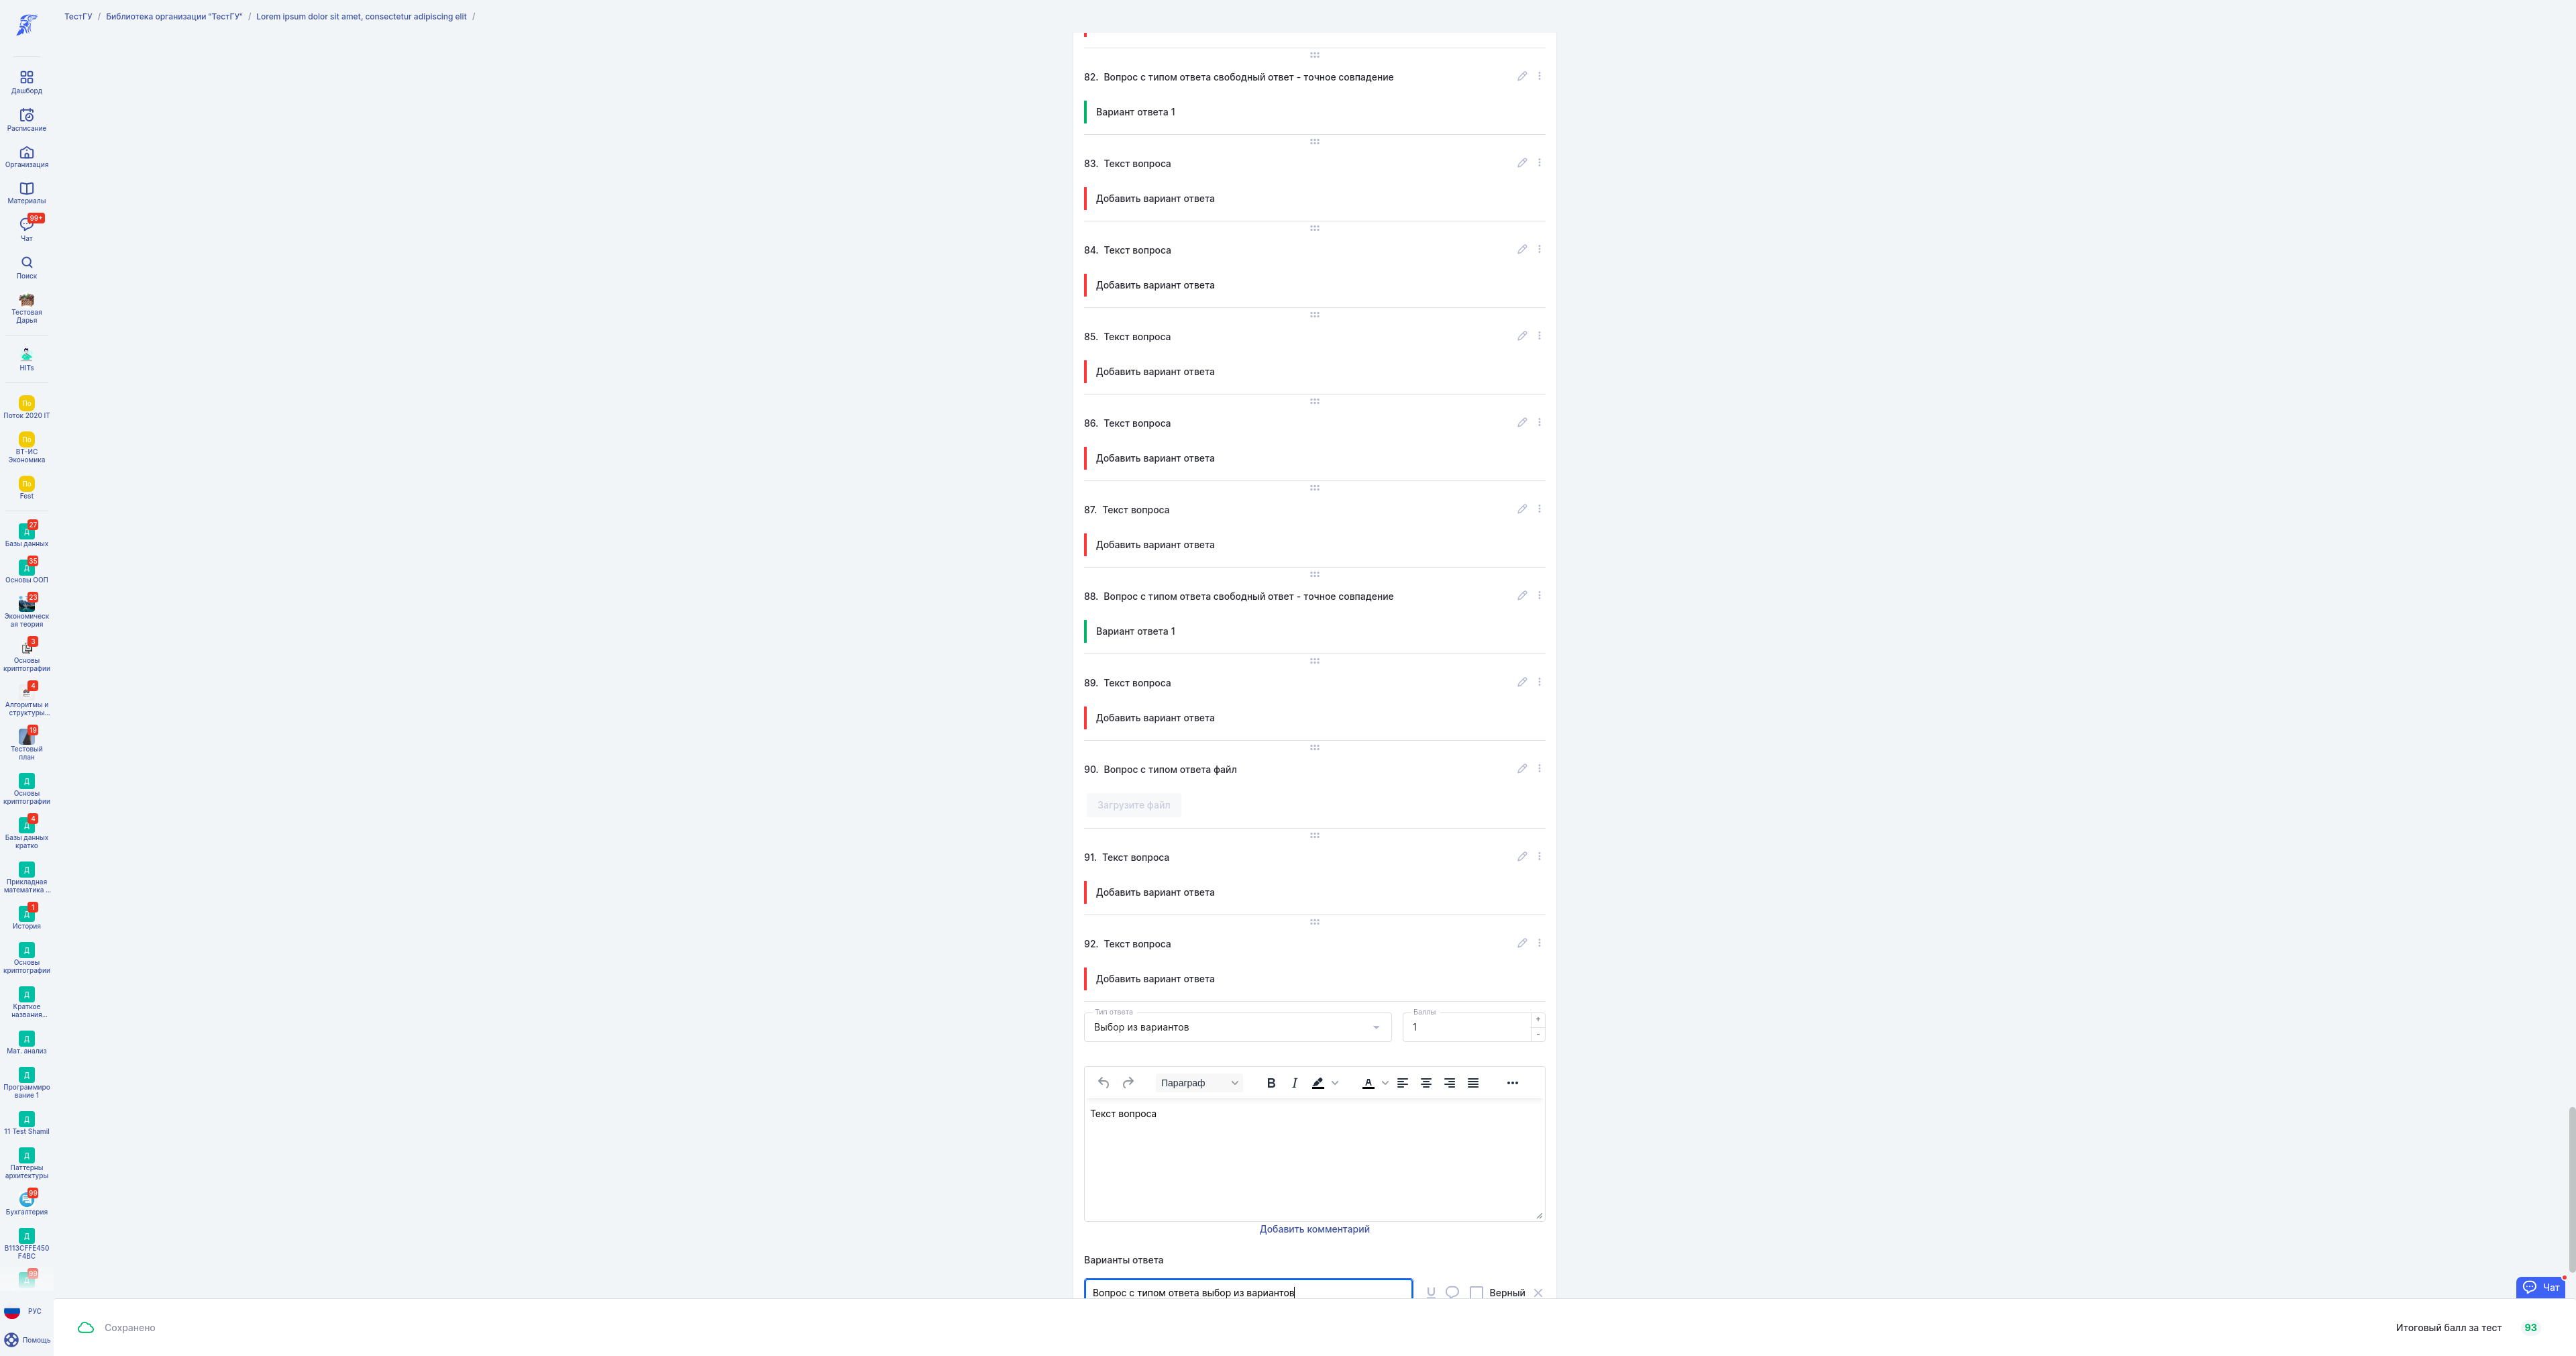 ТестГУ / Библиотека организации "ТестГУ" / Lorem ipsum dolor sit amet, consectetur adipiscing elit /
Дашборд
Расписание
Организация
Материалы
99+
Чат
Поиск
Тестовая
Дарья
HITs
По
Поток 2020 IT
По
ВТ-ИС
Экономика
По
Fest
27
Д
Базы данных
35
Д
Основы ООП
23
Экономическ
ая теория
3
Основы
криптографии
4
Алгоритмы и
структуры...
19
Тестовый
план
Д
Основы
криптографии
4
Д
Базы данных
кратко
Д
Прикладная
математика ...
1
Д
История
Д
Основы
криптографии
Д
Краткое
названия...
Д
Мат. анализ
Д
Программиро
вание 1
Д
11 Test Shamil
Д
Паттерны
архитектуры
99
Бухгалтерия
Д
B113CFFE450
F4BC
99
Д
РУС
Помощь
82. Вопрос с типом ответа свободный ответ - точное совпадение
Вариант ответа 1
83. Текст вопроса
Добавить вариант ответа
84. Текст вопроса
Добавить вариант ответа
85. Текст вопроса
Добавить вариант ответа
86. Текст вопроса
Добавить вариант ответа
87. Текст вопроса
Добавить вариант ответа
88. Вопрос с типом ответа свободный ответ - точное совпадение
Вариант ответа 1
89. Текст вопроса
Добавить вариант ответа
90. Вопрос с типом ответа файл
Загрузите файл
91. Текст вопроса
Добавить вариант ответа
92. Текст вопроса
Добавить вариант ответа
Тип ответа
Выбор из вариантов
Баллы
1
+
-
Параграф B I A
Текст вопроса
Добавить комментарий
Варианты ответа
Вопрос с типом ответа выбор из вариантов Верный
Чат
Сохранено
Итоговый балл за тест 93